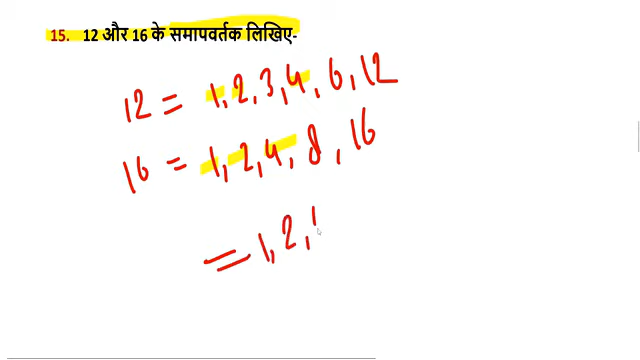 15. 12 और 16 के समापवर्तक लिखिए-
12 = 1, 2, 3, 4, 6, 12
16 = 1, 2, 4, 8, 16
= 1, 2,